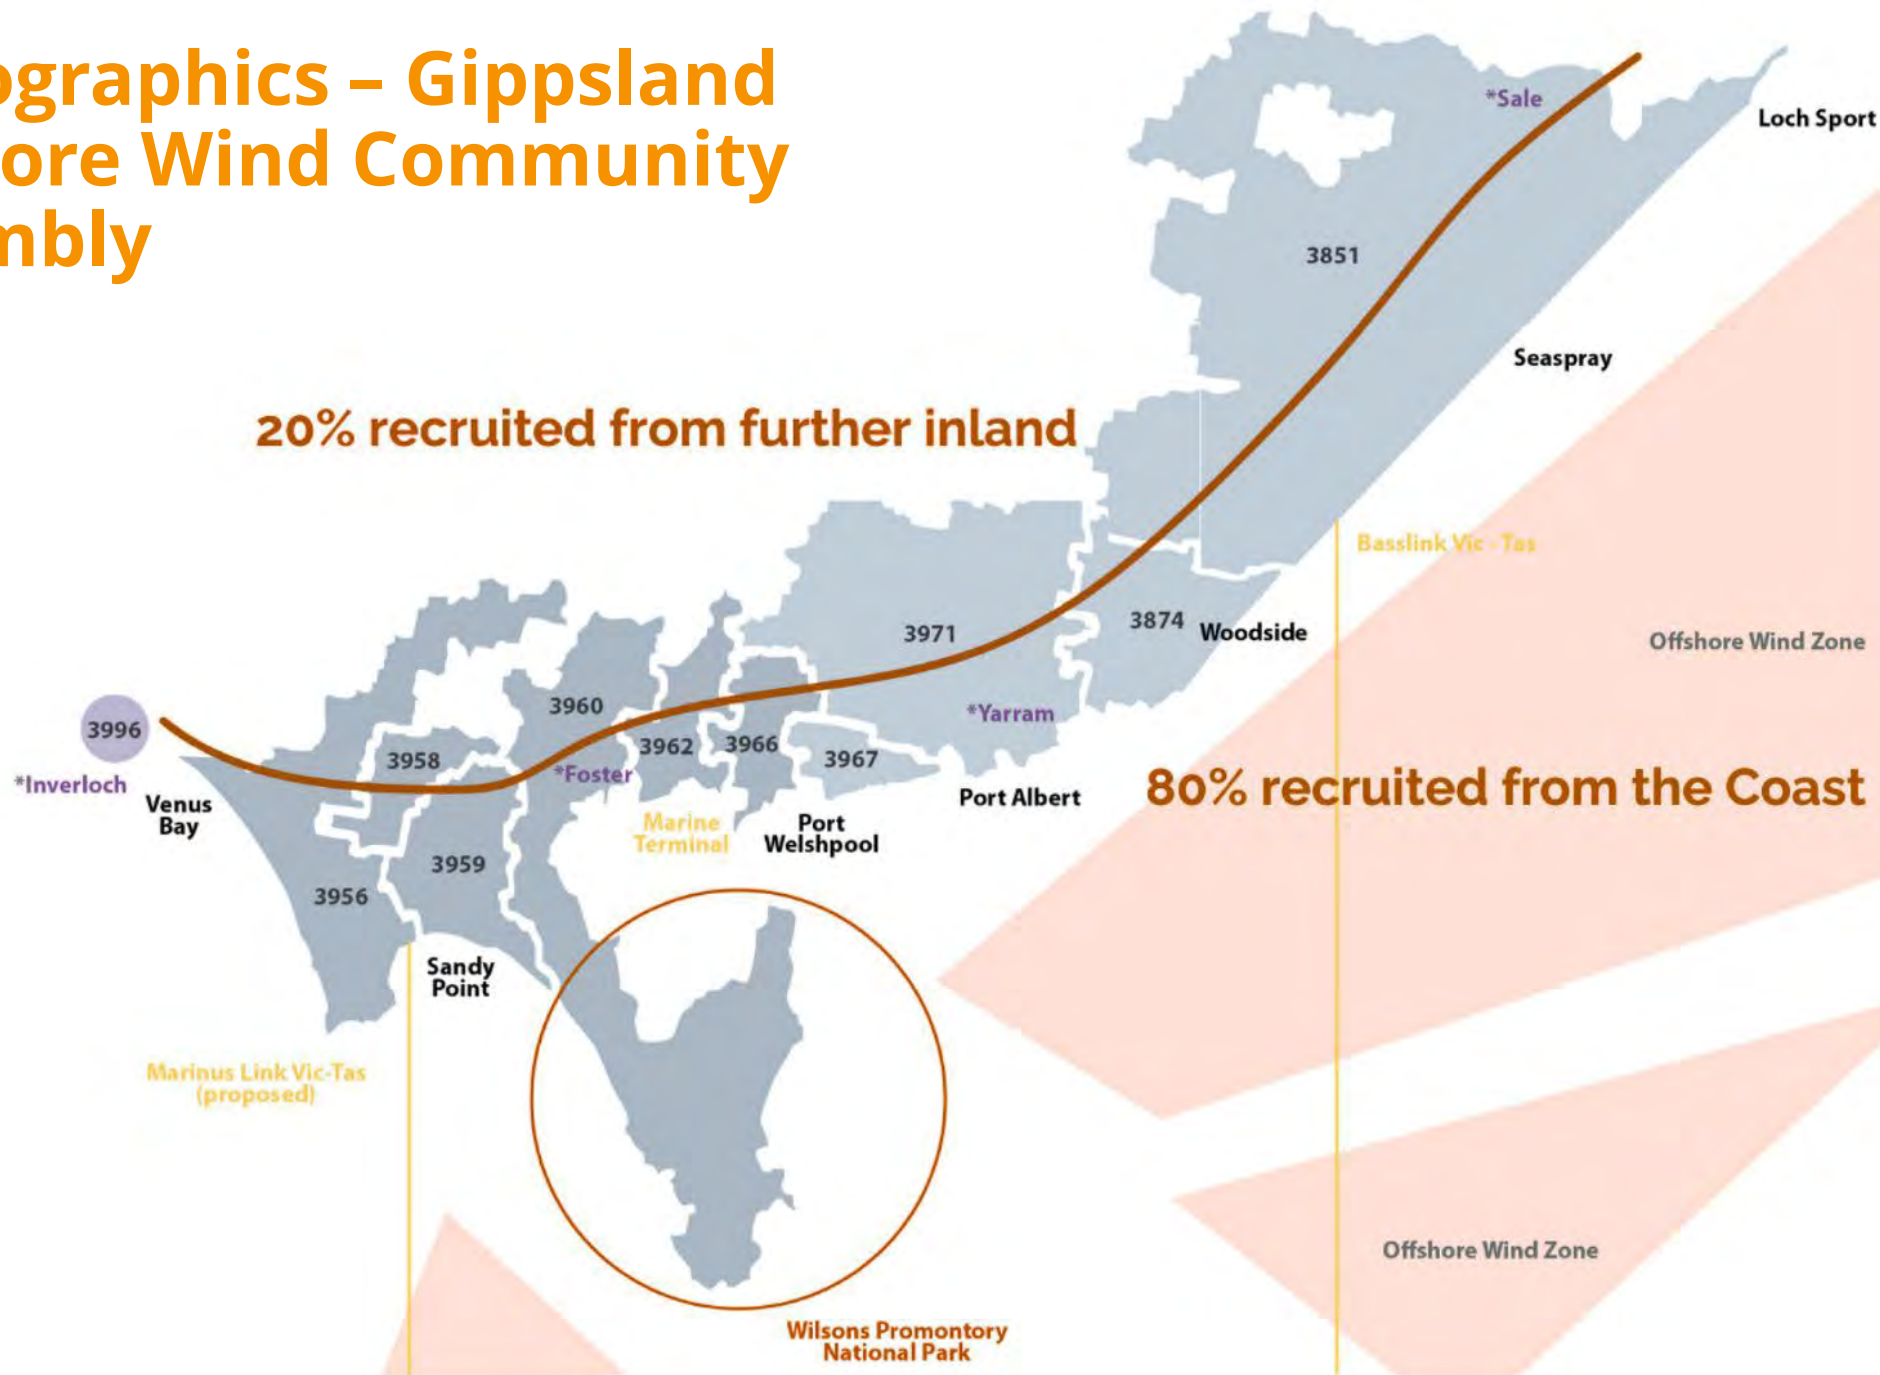 ographics – Gippsland
ore Wind Community
mbly
*Sale
Loch Sport
3851
Seaspray
20% recruited from further inland
Basslink Vic - Tas
3971
3874
Woodside
Offshore Wind Zone
3996
3960
*Yarram
3958
3962
3966
3967
*Foster
*Inverloch
Venus
Bay
Port Albert
80% recruited from the Coast
Marine
Terminal
Port
Welshpool
3959
3956
Sandy
Point
Marinus Link Vic-Tas
(proposed)
Offshore Wind Zone
Wilsons Promontory
National Park